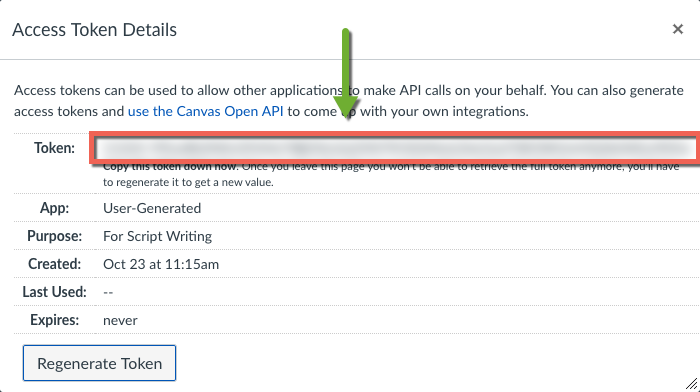 Access Token Details
×
Access tokens can be used to allow other applications to make API calls on your behalf. You can also generate
access tokens and use the Canvas Open API to come up with your own integrations.
Token:
Copy this token down now. Once you leave this page you won't be able to retrieve the full token anymore, you'll have
to regenerate it to get a new value.
App: User-Generated
Purpose: For Script Writing
Created: Oct 23 at 11:15am
Last Used: --
Expires: never
Regenerate Token